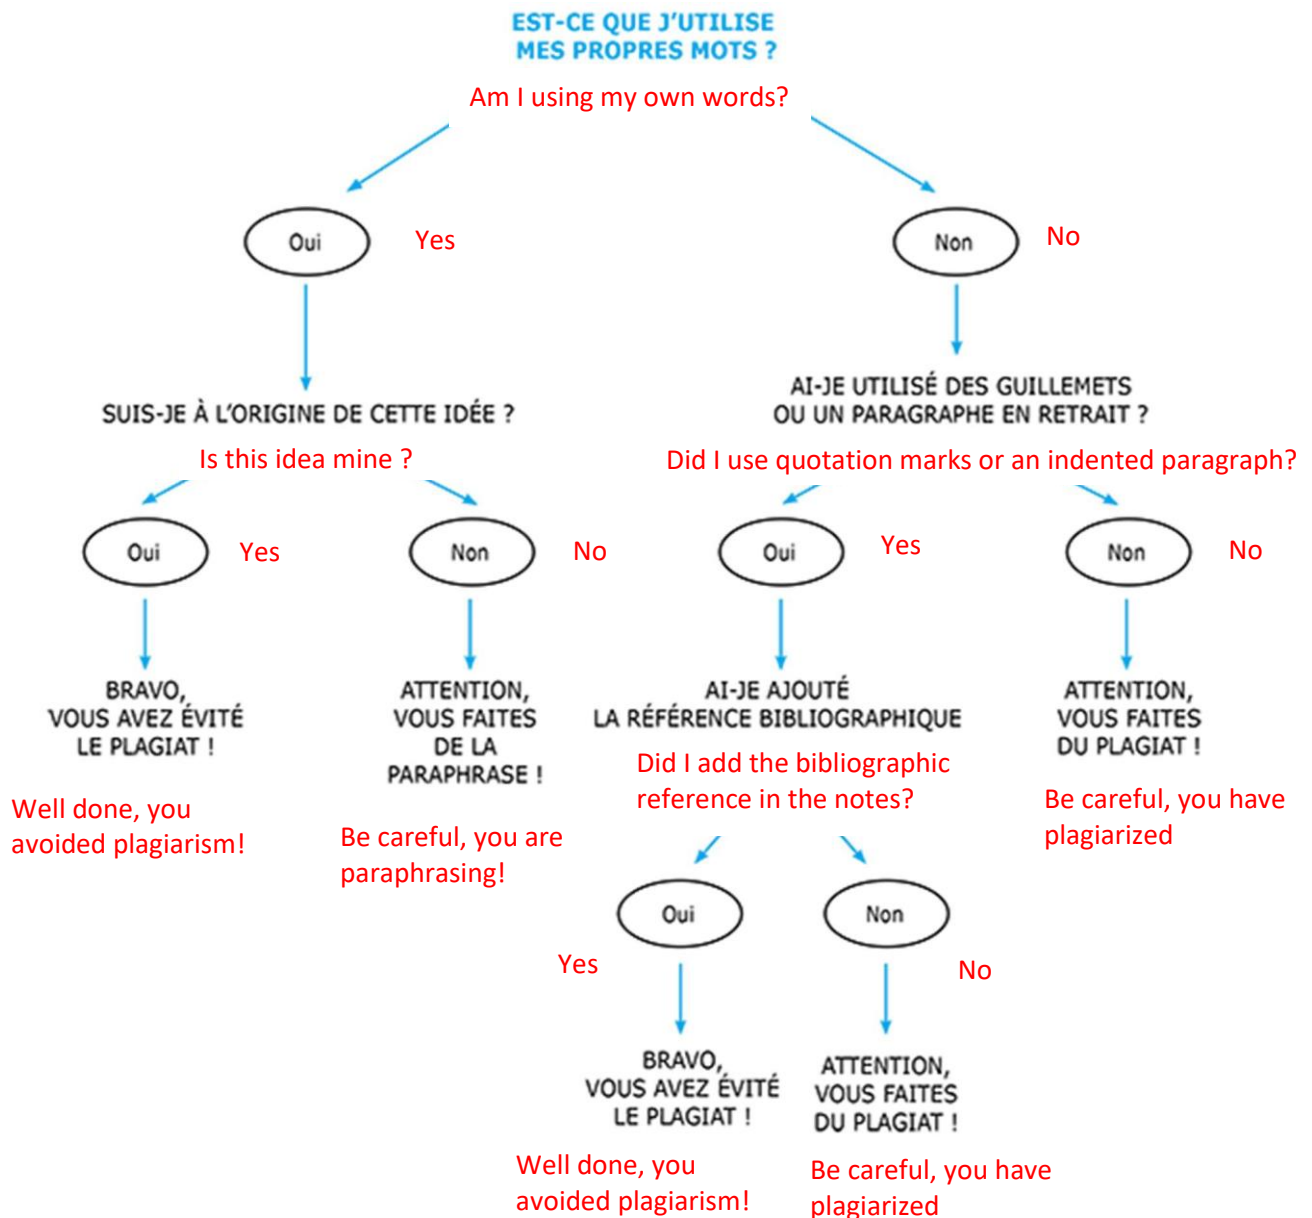 EST-CE QUE J'UTILISE
MES PROPRES MOTS ?
Am I using my own words?
Oui
Yes
Non
No
SUIS-JE À L'ORIGINE DE CETTE IDÉE ?
Is this idea mine ?
AI-JE UTILISÉ DES GUILLEMETS
OU UN PARAGRAPHE EN RETRAIT ?
Did I use quotation marks or an indented paragraph?
Oui
Yes
Non
No
Oui
Yes
Non
No
BRAVO,
VOUS AVEZ ÉVITÉ
LE PLAGIAT !
Well done, you
avoided plagiarism!
ATTENTION,
VOUS FAITES
DE LA
PARAPHRASE !
Be careful, you are
paraphrasing!
AI-JE AJOUTÉ
LA RÉFÉRENCE BIBLIOGRAPHIQUE
Did I add the bibliographic
reference in the notes?
ATTENTION,
VOUS FAITES
DU PLAGIAT !
Be careful, you have
plagiarized
Oui
Yes
Non
No
BRAVO,
VOUS AVEZ ÉVITÉ
LE PLAGIAT !
Well done, you
avoided plagiarism!
ATTENTION,
VOUS FAITES
DU PLAGIAT !
Be careful, you have
plagiarized